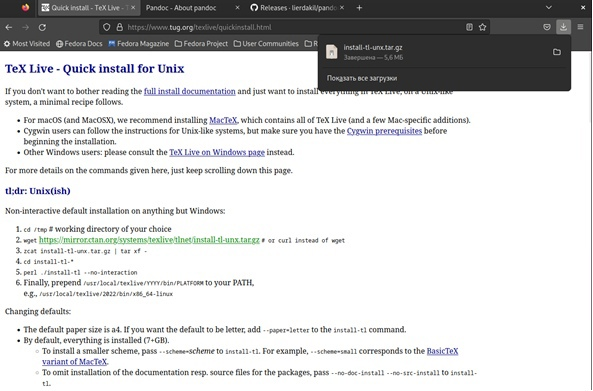 Quick install - TeX Live -
Pandoc - About pandoc
Releases · lierdakil/pando
https://www.tug.org/texlive/quickinstall.html
Most Visited Fedora Docs Fedora Magazine Fedora Project User Communities R
install-tl-unx.tar.gz
Завершена — 5,6 МБ
Показать все загрузки
TeX Live - Quick install for Unix
If you don't want to bother reading the full install documentation and just want to install everything in TeX Live, on a Unix-like
system, a minimal recipe follows.
• For macOS (and MacOSX), we recommend installing MacTeX, which contains all of TeX Live (and a few Mac-specific additions).
• Cygwin users can follow the instructions for Unix-like systems, but make sure you have the Cygwin prerequisites before
beginning the installation.
• Other Windows users: please consult the TeX Live on Windows page instead.
For more details on the commands given here, just keep scrolling down this page.
tl;dr: Unix(ish)
Non-interactive default installation on anything but Windows:
1. cd /tmp # working directory of your choice
2. wget https://mirror.ctan.org/systems/texlive/tlnet/install-tl-unx.tar.gz # or curl instead of wget
3. zcat install-tl-unx.tar.gz | tar xf -
4. cd install-tl-*
5. perl ./install-tl --no-interaction
6. Finally, prepend /usr/local/texlive/YYYY/bin/PLATFORM to your PATH,
e.g., /usr/local/texlive/2022/bin/x86_64-linux
Changing defaults:
• The default paper size is a4. If you want the default to be letter, add --paper=letter to the install-tl command.
• By default, everything is installed (7+GB).
○ To install a smaller scheme, pass --scheme=scheme to install-tl. For example, --scheme=small corresponds to the BasicTeX
variant of MacTeX.
○ To omit installation of the documentation resp. source files for the packages, pass --no-doc-install --no-src-install to install-
tl.